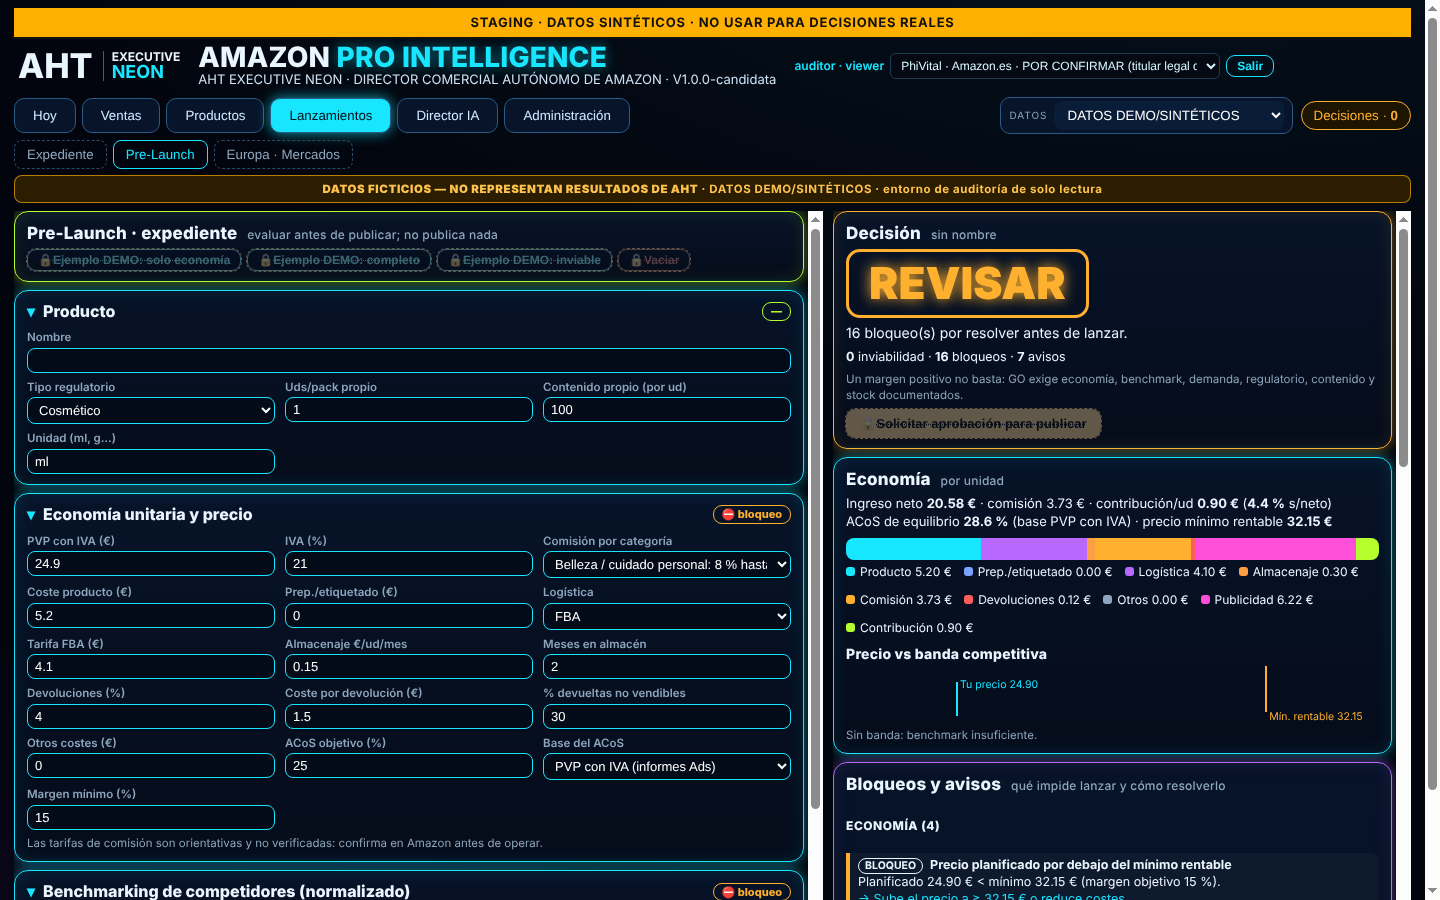 STAGING · DATOS SINTÉTICOS · NO USAR PARA DECISIONES REALES
AHT EXECUTIVE NEON
AMAZON PRO INTELLIGENCE
AHT EXECUTIVE NEON · DIRECTOR COMERCIAL AUTÓNOMO DE AMAZON · V1.0.0-candidata
auditor · viewer
PhiVital · Amazon.es · POR CONFIRMAR (titular legal c
Salir
Hoy
Ventas
Productos
Lanzamientos
Director IA
Administración
DATOS
DATOS DEMO/SINTÉTICOS
Decisiones · 0
Expediente
Pre-Launch
Europa · Mercados
DATOS FICTICIOS — NO REPRESENTAN RESULTADOS DE AHT · DATOS DEMO/SINTÉTICOS · entorno de auditoría de solo lectura
Pre-Launch · expediente evaluar antes de publicar; no publica nada
Ejemplo DEMO: solo economía
Ejemplo DEMO: completo
Ejemplo DEMO: inviable
Vaciar
▼ Producto
—
Nombre
Tipo regulatorio
Uds/pack propio
Contenido propio (por ud)
Cosmético
1
100
Unidad (ml, g...)
ml
▼ Economía unitaria y precio
bloqueo
PVP con IVA (€)
IVA (%)
Comisión por categoría
24.9
21
Belleza / cuidado personal: 8 % hasta
Coste producto (€)
Prep./etiquetado (€)
Logística
5.2
0
FBA
Tarifa FBA (€)
Almacenaje €/ud/mes
Meses en almacén
4.1
0.15
2
Devoluciones (%)
Coste por devolución (€)
% devueltas no vendibles
4
1.5
30
Otros costes (€)
ACoS objetivo (%)
Base del ACoS
0
25
PVP con IVA (informes Ads)
Margen mínimo (%)
15
Las tarifas de comisión son orientativas y no verificadas: confirma en Amazon antes de operar.
▼ Benchmarking de competidores (normalizado)
bloqueo
Decisión sin nombre
REVISAR
16 bloqueo(s) por resolver antes de lanzar.
0 inviabilidad · 16 bloqueos · 7 avisos
Un margen positivo no basta: GO exige economía, benchmark, demanda, regulatorio, contenido y
stock documentados.
Solicitar aprobación para publicar
Economía por unidad
Ingreso neto 20.58 € · comisión 3.73 € · contribución/ud 0.90 € (4.4 % s/neto)
ACoS de equilibrio 28.6 % (base PVP con IVA) · precio mínimo rentable 32.15 €
Producto 5.20 €
Prep./etiquetado 0.00 €
Logística 4.10 €
Almacenaje 0.30 €
Comisión 3.73 €
Devoluciones 0.12 €
Otros 0.00 €
Publicidad 6.22 €
Contribución 0.90 €
Precio vs banda competitiva
Tu precio 24.90
Mín. rentable 32.15
Sin banda: benchmark insuficiente.
Bloqueos y avisos qué impide lanzar y cómo resolverlo
ECONOMÍA (4)
BLOQUEO Precio planificado por debajo del mínimo rentable
Planificado 24.90 € < mínimo 32.15 € (margen objetivo 15 %).
→ Sube el precio a ≥ 32.15 € o reduce costes.